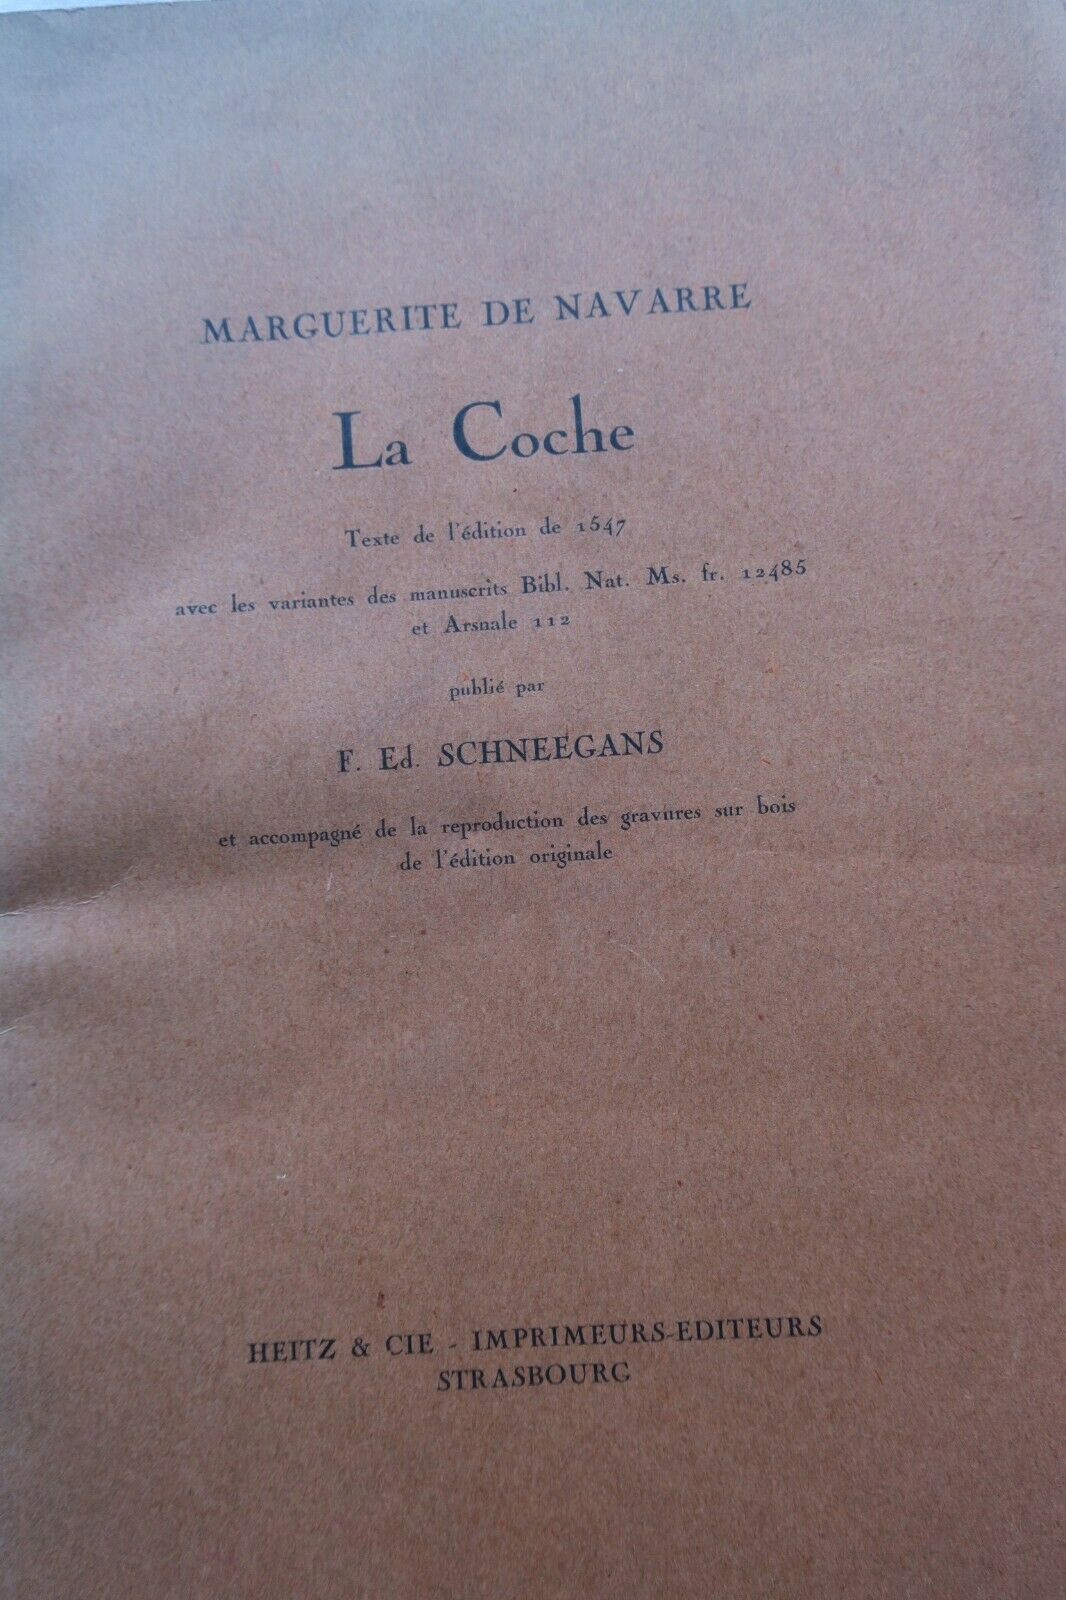 MARGUERITE DE NAVARRE
La Coche
Texte de l'édition de 1547
avec les variantes des manuscrits Bibl. Nat. Ms. fr. 12485
et Arsnale 112
publié par
F. Ed. SCHNEEGANS
et accompagné de la reproduction des gravures sur bois
de l'édition originale
HEITZ & CIE - IMPRIMEURS-EDITEURS
STRASBOURG